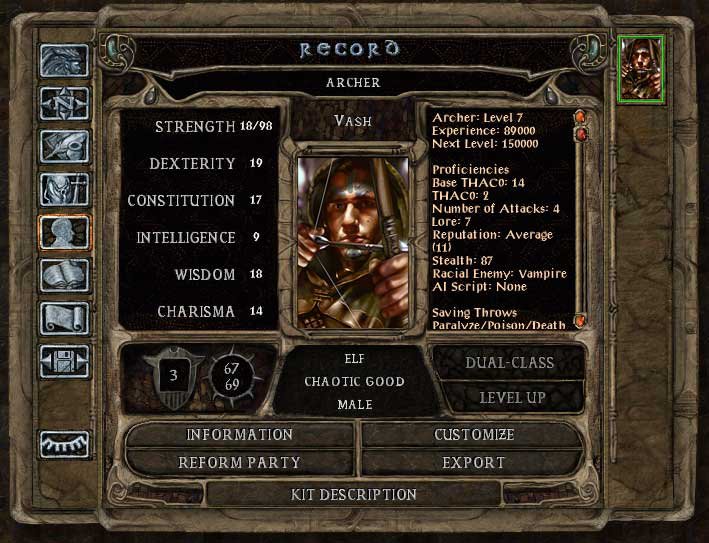 RECORD
ARCHER
VASH
STRENGTH 18/98
DEXTERITY 19
CONSTITUTION 17
INTELLIGENCE 9
WISDOM 18
CHARISMA 14
Archer: Level 7
Experience: 89000
Next Level: 150000
Proficiencies
Base THAC0: 14
THAC0: 2
Number of Attacks: 4
Lore: 7
Reputation: Average
(11)
Stealth: 87
Racial Enemy: Vampire
AI Script: None
Saving Throws
Paralyze/Poison/Death
3
67
69
ELF
CHAOTIC GOOD
MALE
DUAL-CLASS
LEVEL UP
INFORMATION
CUSTOMIZE
REFORM PARTY
EXPORT
KIT DESCRIPTION